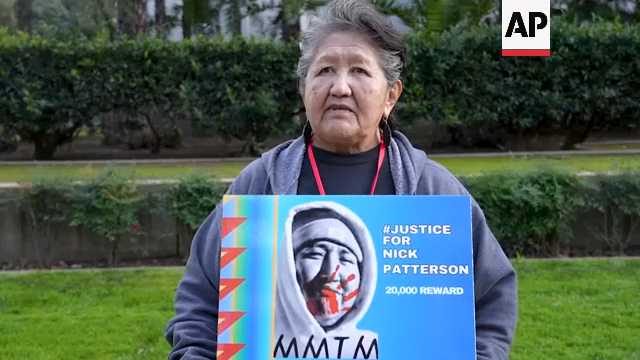 AP
#JUSTICE
FOR
NICK
PATTERSON
20,000 REWARD
MMTM